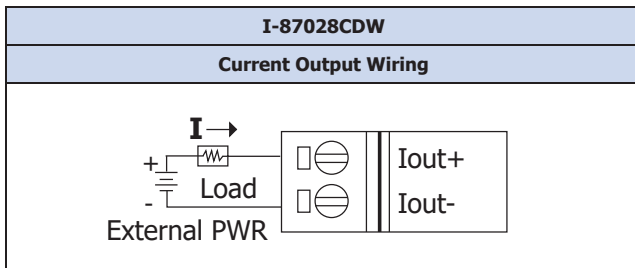 I-87028CDW
Current Output Wiring
I
+
Load
-
External PWR
Iout+
Iout-